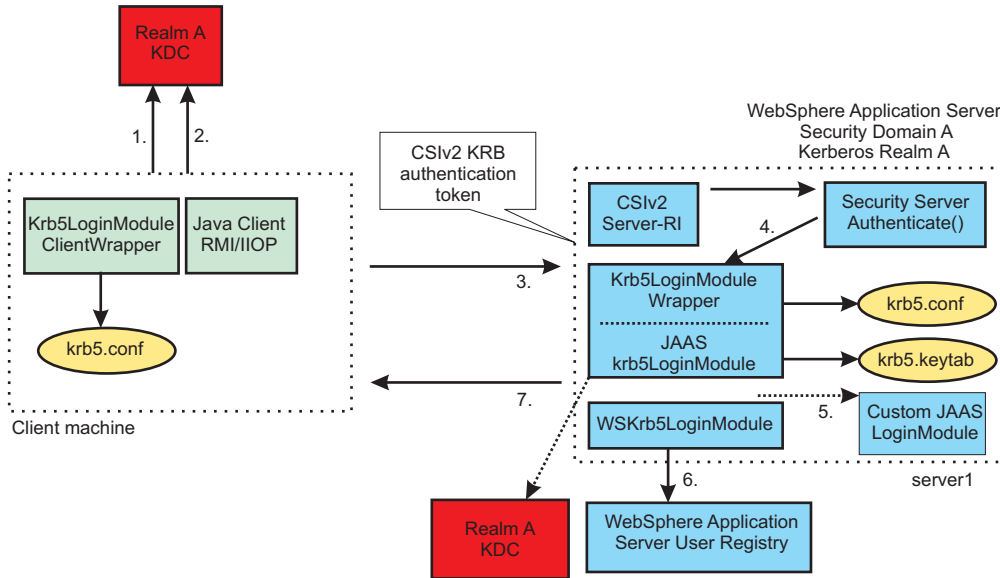 Realm A
KDC
1.
2.
Krb5LoginModule
ClientWrapper
Java Client
RMI/IIOP
krb5.conf
Client machine
CSIv2 KRB
authentication
token
3.
7.
WebSphere Application Server
Security Domain A
Kerberos Realm A
CSIv2
Server-RI
Security Server
Authenticate()
4.
Krb5LoginModule
Wrapper
JAAS
krb5LoginModule
krb5.conf
krb5.keytab
WSKrb5LoginModule
5.
Custom JAAS
LoginModule
server1
6.
Realm A
KDC
WebSphere Application
Server User Registry